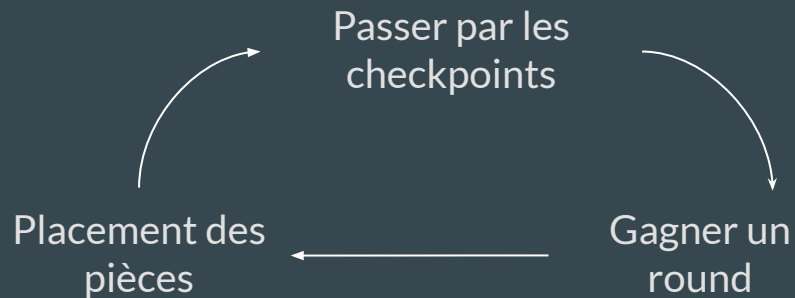 Passer par les
checkpoints
Placement des
pièces
Gagner un
round